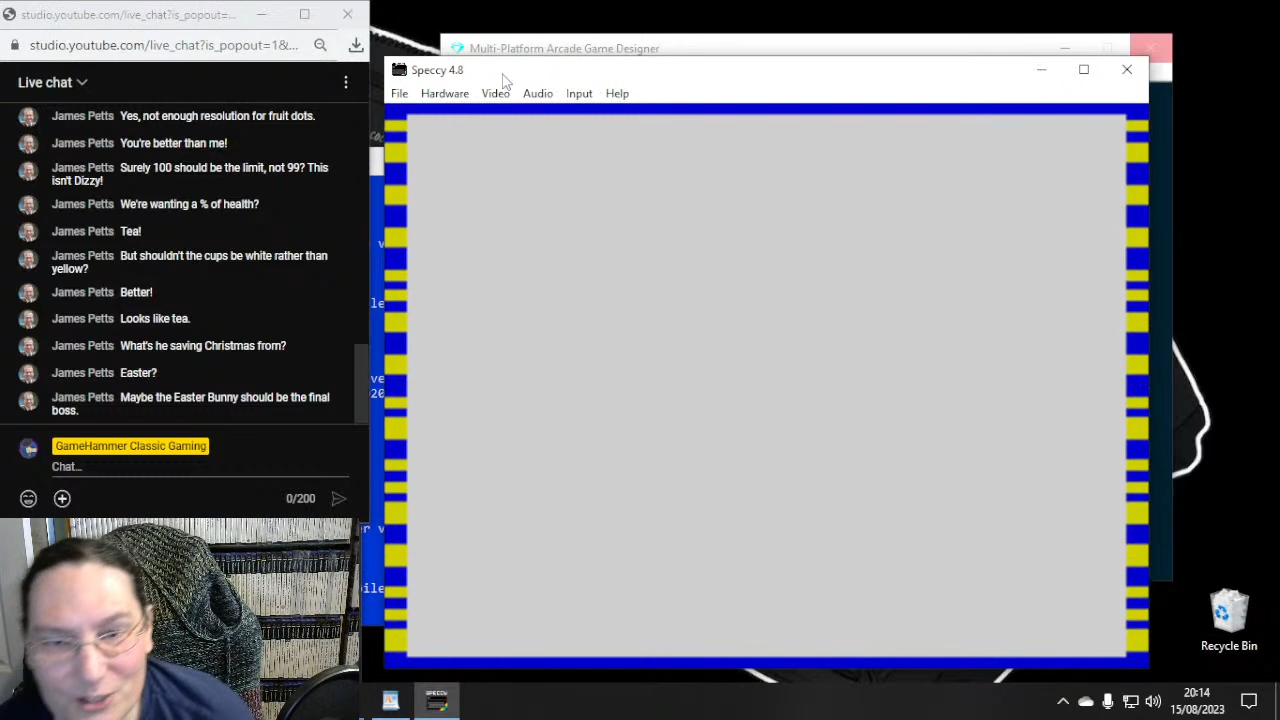 studio.youtube.com/live_chat?is_popout=...
studio.youtube.com/live_chat?is_popout=1&...
Live chat
James Petts Yes, not enough resolution for fruit dots.
James Petts You're better than me!
James Petts Surely 100 should be the limit, not 99? This
isn't Dizzy!
James Petts We're wanting a % of health?
James Petts Tea!
James Petts But shouldn't the cups be white rather than
yellow?
James Petts Better!
James Petts Looks like tea.
James Petts What's he saving Christmas from?
James Petts Easter?
James Petts Maybe the Easter Bunny should be the final
boss.
GameHammer Classic Gaming
Chat...
0/200
Multi-Platform Arcade Game Designer
Speccy 4.8
File Hardware Video Audio Input Help
Recycle Bin
SPECCY
20:14
15/08/2023